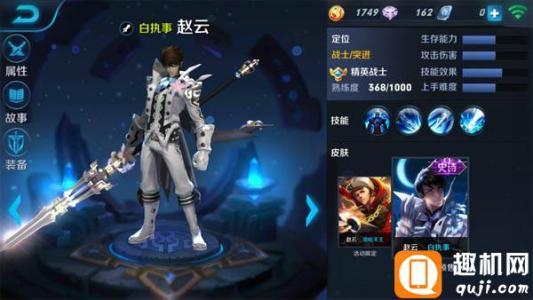 白执事 赵云
1749
162
0
属性
故事
装备
定位
战士/突进
精英战士
熟练度 368/1000
生存能力
攻击伤害
技能效果
上手难度
技能
皮肤
史诗
赵云
赵云 白执事
活动限定
趣机网
quji.com